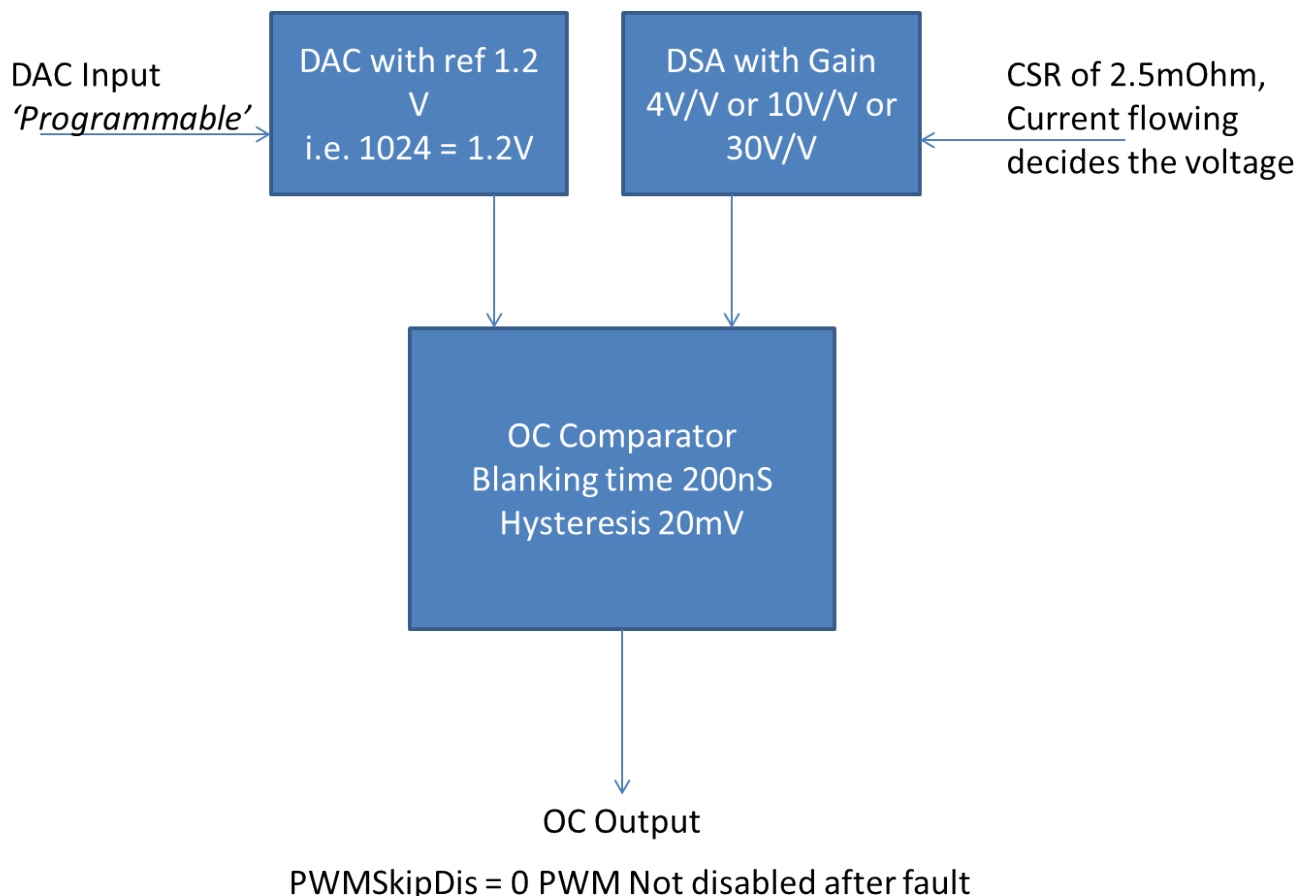 DAC Input
‘Programmable’
DAC with ref 1.2
V
i.e. 1024 = 1.2V
DSA with Gain
4V/V or 10V/V or
30V/V
CSR of 2.5mOhm,
Current flowing
decides the voltage
OC Comparator
Blanking time 200nS
Hysteresis 20mV
OC Output
PWMSkipDis = 0 PWM Not disabled after fault